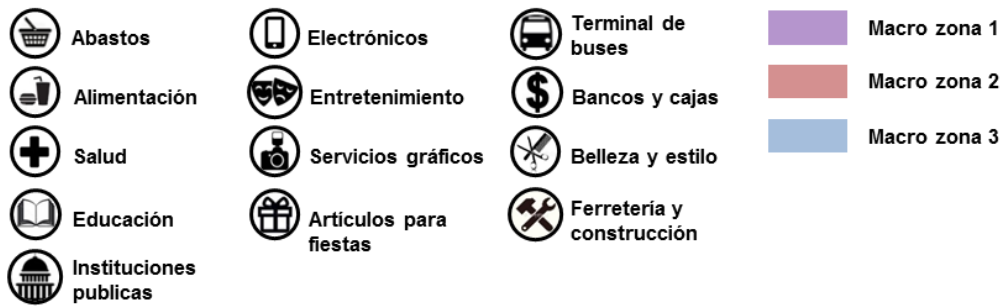 Abastos
Alimentación
Salud
Educación
Instituciones
publicas
Electrónicos
Entretenimiento
Servicios gráficos
Artículos para
fiestas
Terminal de
buses
Bancos y cajas
Belleza y estilo
Ferretería y
construcción
Macro zona 1
Macro zona 2
Macro zona 3